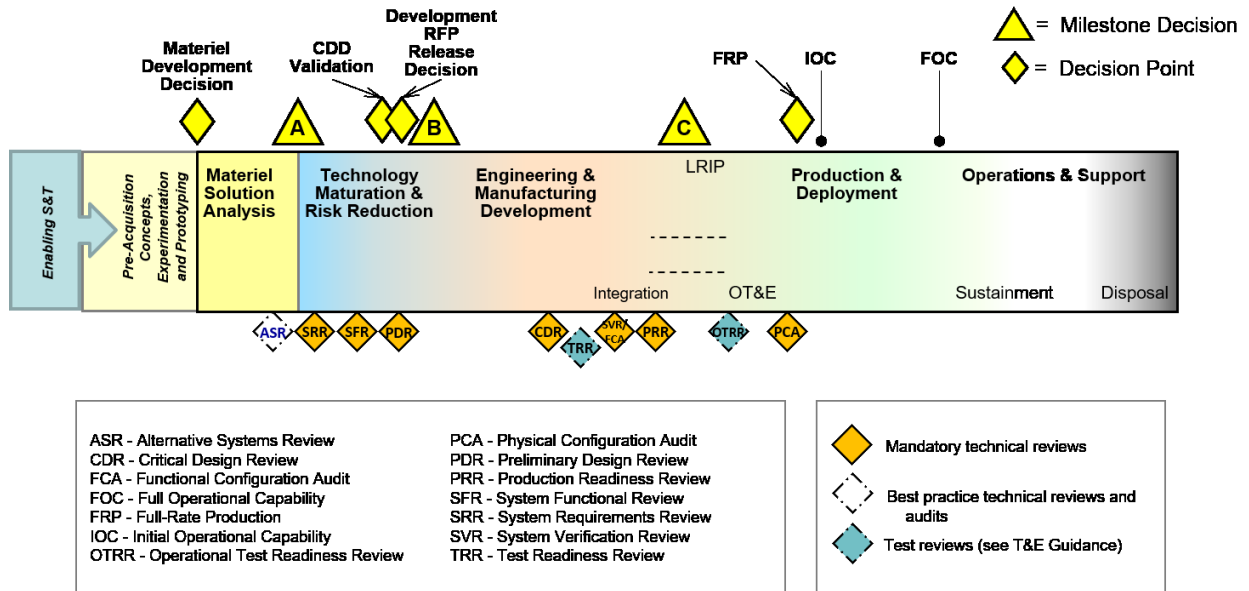 Materiel
Development
Decision
CDD
Validation
Development
RFP
Release
Decision
FRP
IOC
FOC
= Milestone Decision
= Decision Point
A
B
C
Enabling S&T
Pre-Acquisition
Concepts,
Experimentation
and Prototyping
Materiel
Solution
Analysis
Technology
Maturation &
Risk Reduction
Engineering &
Manufacturing
Development
LRIP
Production &
Deployment
Operations & Support
Integration
OT&E
Sustainment
Disposal
ASR
SRR
SFR
PDR
CDR
TRR
SVR/
FCA
PRR
OTRR
PCA
ASR - Alternative Systems Review
CDR - Critical Design Review
FCA - Functional Configuration Audit
FOC - Full Operational Capability
FRP - Full-Rate Production
IOC - Initial Operational Capability
OTRR - Operational Test Readiness Review
PCA - Physical Configuration Audit
PDR - Preliminary Design Review
PRR - Production Readiness Review
SFR - System Functional Review
SRR - System Requirements Review
SVR - System Verification Review
TRR - Test Readiness Review
Mandatory technical reviews
Best practice technical reviews and
audits
Test reviews (see T&E Guidance)